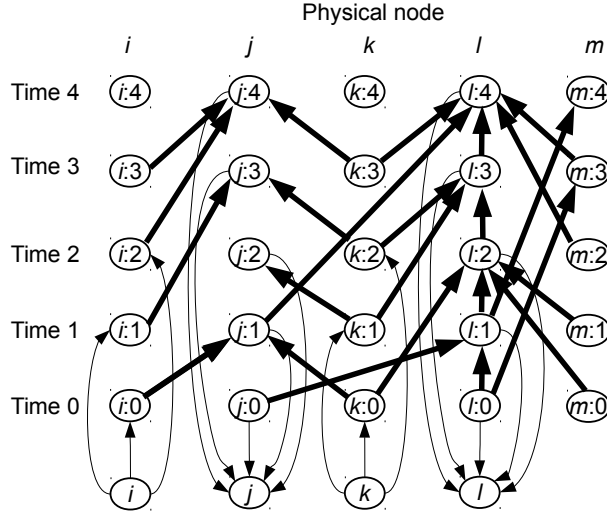 Physical node
i j k l m
Time 4 i:4 j:4 k:4 l:4 m:4
Time 3 i:3 j:3 k:3 l:3 m:3
Time 2 i:2 j:2 k:2 l:2 m:2
Time 1 i:1 j:1 k:1 l:1 m:1
Time 0 i:0 j:0 k:0 l:0 m:0
i j k l